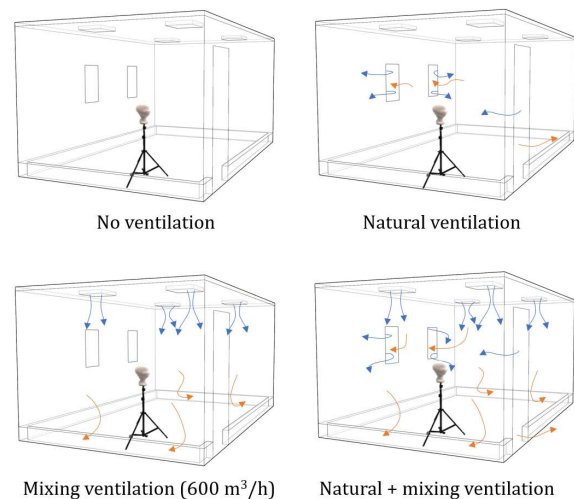 No ventilation
Natural ventilation
Mixing ventilation (600 m³/h)
Natural + mixing ventilation